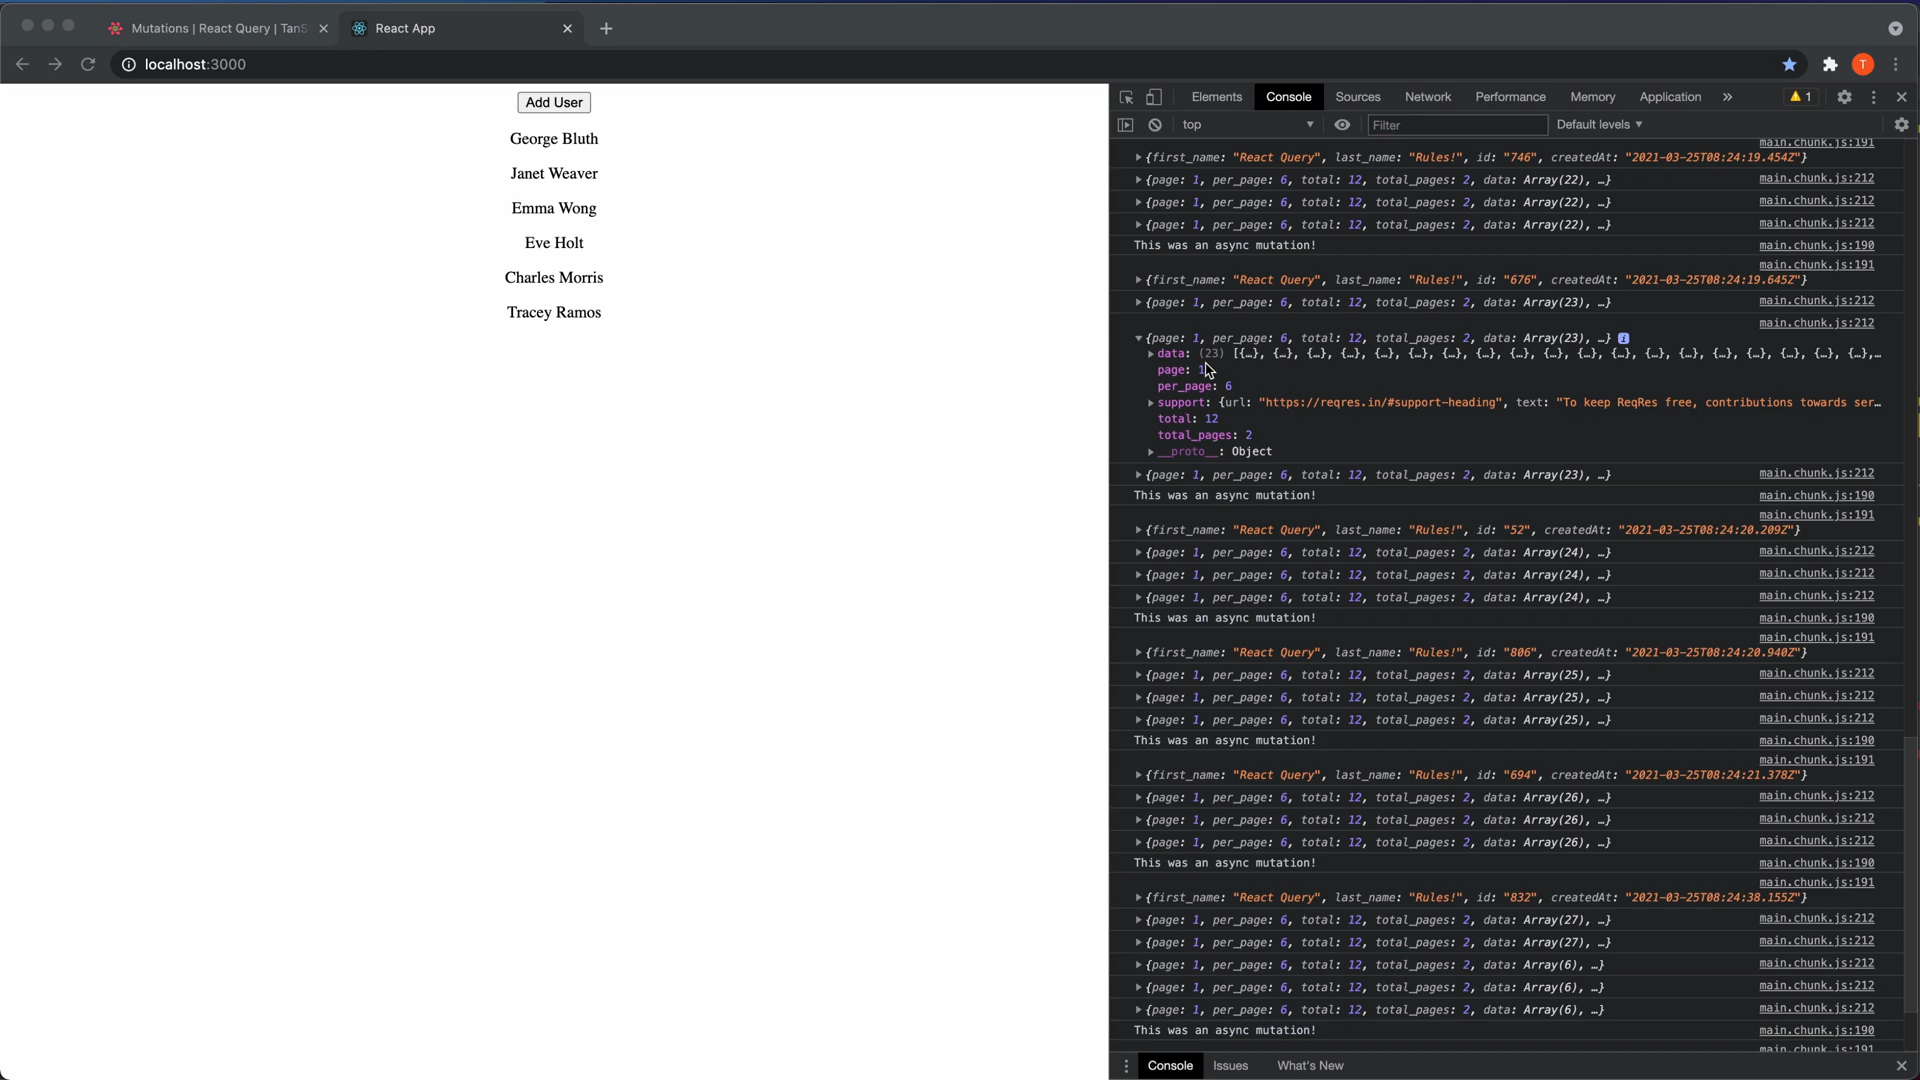 Mutations | React Query | TanS
React App
localhost:3000
T
Add User
George Bluth
Janet Weaver
Emma Wong
Eve Holt
Charles Morris
Tracey Ramos
Elements Console Sources Network Performance Memory Application » 1
top Filter Default levels
main.chunk.js:191
{first_name: "React Query", last_name: "Rules!", id: "746", createdAt: "2021-03-25T08:24:19.454Z"}
{page: 1, per_page: 6, total: 12, total_pages: 2, data: Array(22), …} main.chunk.js:212
{page: 1, per_page: 6, total: 12, total_pages: 2, data: Array(22), …} main.chunk.js:212
{page: 1, per_page: 6, total: 12, total_pages: 2, data: Array(22), …} main.chunk.js:212
This was an async mutation! main.chunk.js:190
main.chunk.js:191
{first_name: "React Query", last_name: "Rules!", id: "676", createdAt: "2021-03-25T08:24:19.645Z"}
{page: 1, per_page: 6, total: 12, total_pages: 2, data: Array(23), …} main.chunk.js:212
main.chunk.js:212
{page: 1, per_page: 6, total: 12, total_pages: 2, data: Array(23), …} i
data: (23) [{…}, {…}, {…}, {…}, {…}, {…}, {…}, {…}, {…}, {…}, {…}, {…}, {…}, {…}, {…}, {…}, {…}, {…}, {…},…
page: 1
per_page: 6
support: {url: "https://reqres.in/#support-heading", text: "To keep ReqRes free, contributions towards ser…
total: 12
total_pages: 2
__proto__: Object
{page: 1, per_page: 6, total: 12, total_pages: 2, data: Array(23), …} main.chunk.js:212
This was an async mutation! main.chunk.js:190
main.chunk.js:191
{first_name: "React Query", last_name: "Rules!", id: "52", createdAt: "2021-03-25T08:24:20.209Z"}
{page: 1, per_page: 6, total: 12, total_pages: 2, data: Array(24), …} main.chunk.js:212
{page: 1, per_page: 6, total: 12, total_pages: 2, data: Array(24), …} main.chunk.js:212
{page: 1, per_page: 6, total: 12, total_pages: 2, data: Array(24), …} main.chunk.js:212
This was an async mutation! main.chunk.js:190
main.chunk.js:191
{first_name: "React Query", last_name: "Rules!", id: "806", createdAt: "2021-03-25T08:24:20.940Z"}
{page: 1, per_page: 6, total: 12, total_pages: 2, data: Array(25), …} main.chunk.js:212
{page: 1, per_page: 6, total: 12, total_pages: 2, data: Array(25), …} main.chunk.js:212
{page: 1, per_page: 6, total: 12, total_pages: 2, data: Array(25), …} main.chunk.js:212
This was an async mutation! main.chunk.js:190
main.chunk.js:191
{first_name: "React Query", last_name: "Rules!", id: "694", createdAt: "2021-03-25T08:24:21.378Z"}
{page: 1, per_page: 6, total: 12, total_pages: 2, data: Array(26), …} main.chunk.js:212
{page: 1, per_page: 6, total: 12, total_pages: 2, data: Array(26), …} main.chunk.js:212
{page: 1, per_page: 6, total: 12, total_pages: 2, data: Array(26), …} main.chunk.js:212
This was an async mutation! main.chunk.js:190
main.chunk.js:191
{first_name: "React Query", last_name: "Rules!", id: "832", createdAt: "2021-03-25T08:24:38.155Z"}
{page: 1, per_page: 6, total: 12, total_pages: 2, data: Array(27), …} main.chunk.js:212
{page: 1, per_page: 6, total: 12, total_pages: 2, data: Array(27), …} main.chunk.js:212
{page: 1, per_page: 6, total: 12, total_pages: 2, data: Array(6), …} main.chunk.js:212
{page: 1, per_page: 6, total: 12, total_pages: 2, data: Array(6), …} main.chunk.js:212
{page: 1, per_page: 6, total: 12, total_pages: 2, data: Array(6), …} main.chunk.js:212
This was an async mutation! main.chunk.js:190
main.chunk.js:191
Console Issues What's New